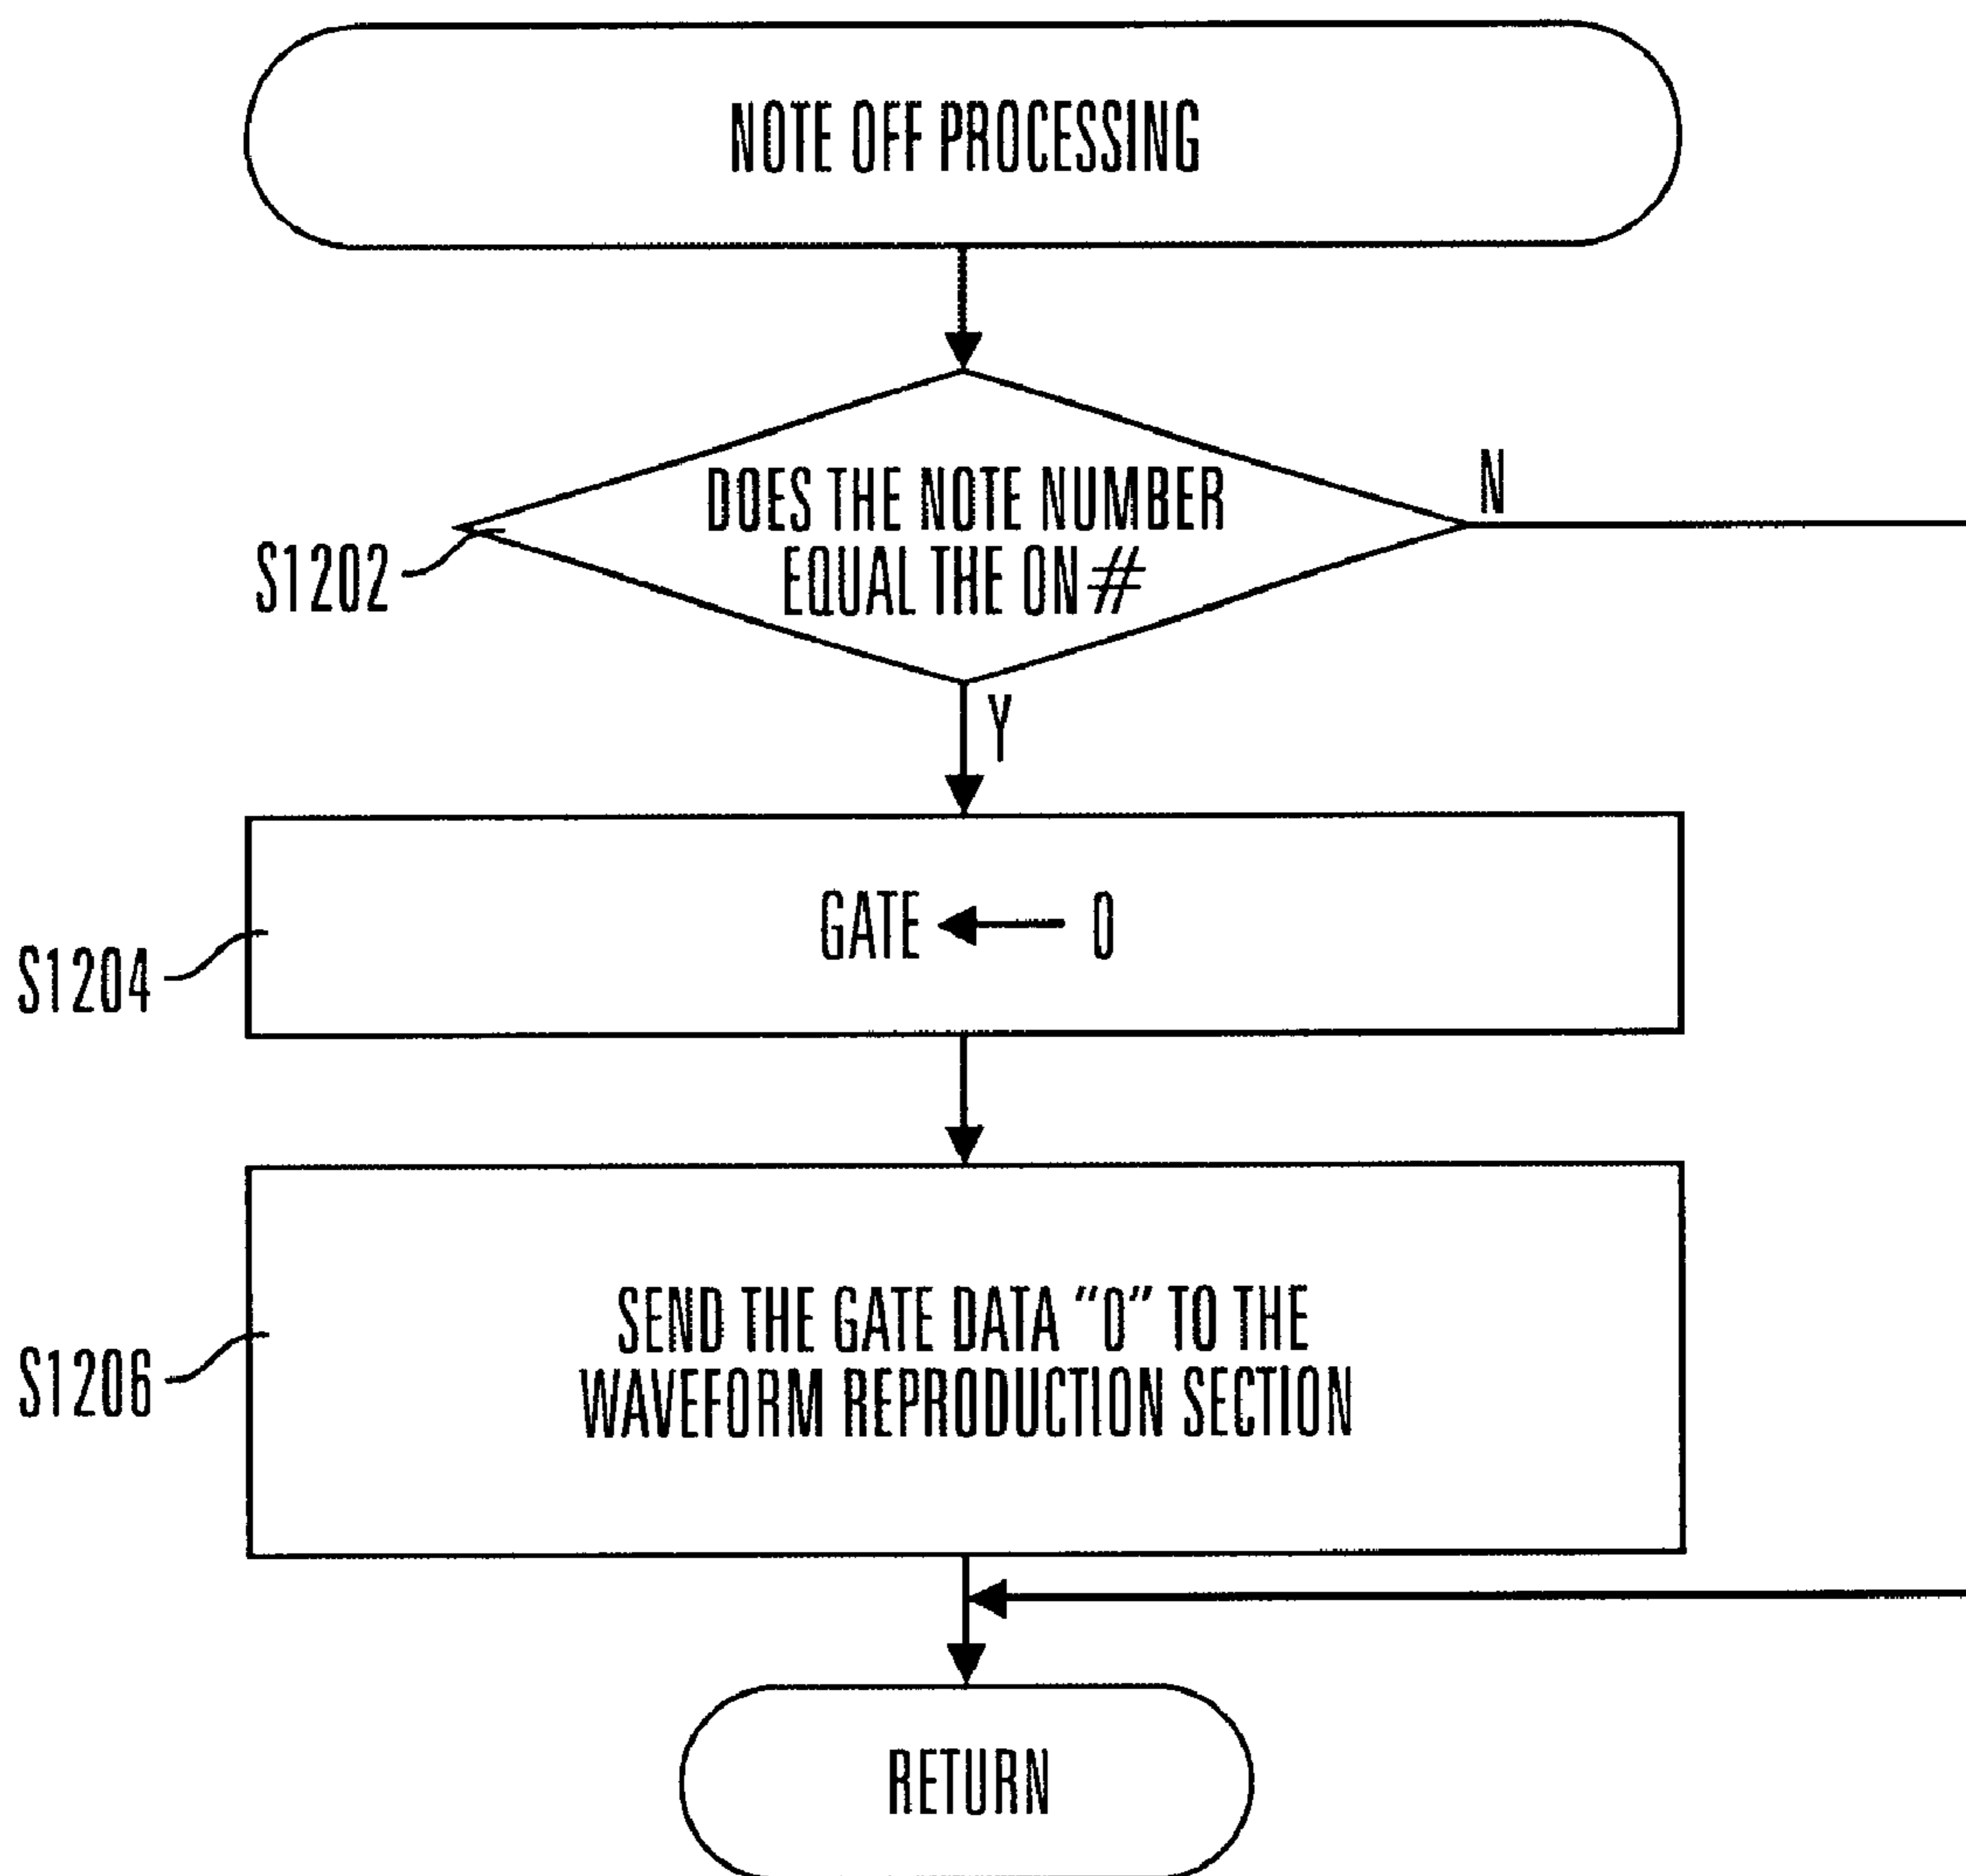 NOTE OFF PROCESSING
DOES THE NOTE NUMBER
EQUAL THE ON #
N
S1202
Y
GATE ← 0
S1204
SEND THE GATE DATA "0" TO THE
WAVEFORM REPRODUCTION SECTION
S1206
RETURN